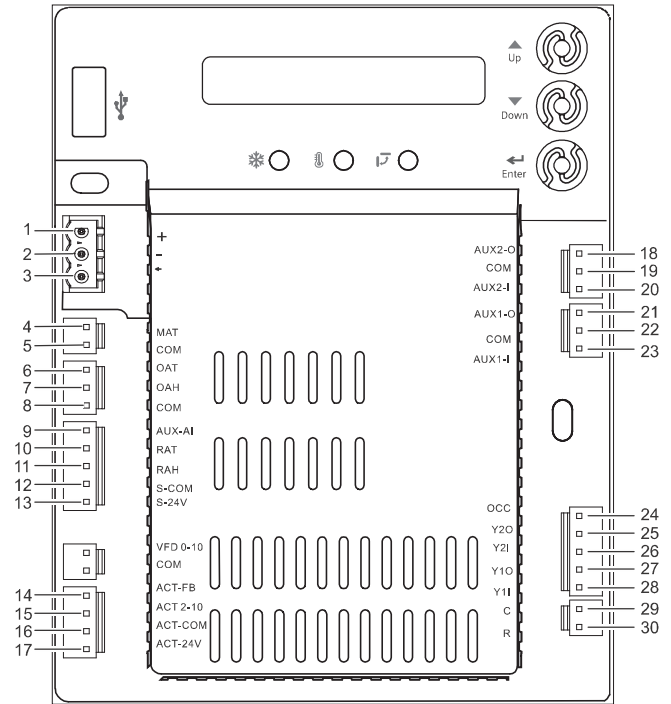 Up
Down
Enter
1
2
3
+
-
4
5
MAT
COM
6
7
8
OAT
OAH
COM
9
10
11
12
13
AUX-AI
RAT
RAH
S-COM
S-24V
VFD 0-10
COM
14
15
16
17
ACT-FB
ACT 2-10
ACT-COM
ACT-24V
AUX2-O
COM
AUX2-I
18
19
20
AUX1-O
COM
AUX1-I
21
22
23
OCC
Y2O
Y2I
Y1O
Y1I
24
25
26
27
28
C
R
29
30